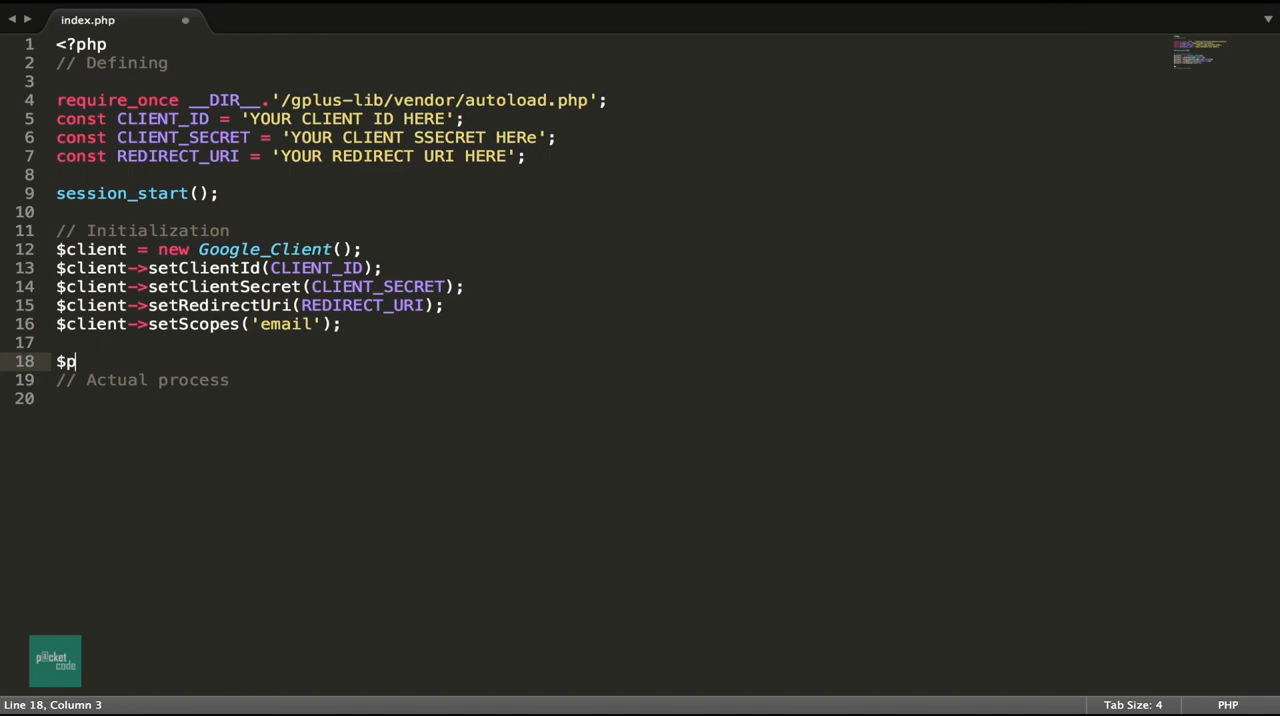 index.php
1 <?php
2 // Defining
3
4 require_once __DIR__.'/gplus-lib/vendor/autoload.php';
5 const CLIENT_ID = 'YOUR CLIENT ID HERE';
6 const CLIENT_SECRET = 'YOUR CLIENT SSECRET HERe';
7 const REDIRECT_URI = 'YOUR REDIRECT URI HERE';
8
9 session_start();
10
11 // Initialization
12 $client = new Google_Client();
13 $client->setClientId(CLIENT_ID);
14 $client->setClientSecret(CLIENT_SECRET);
15 $client->setRedirectUri(REDIRECT_URI);
16 $client->setScopes('email');
17
18 $p
19 // Actual process
20
pocket
code
Line 18, Column 3 Tab Size: 4 PHP